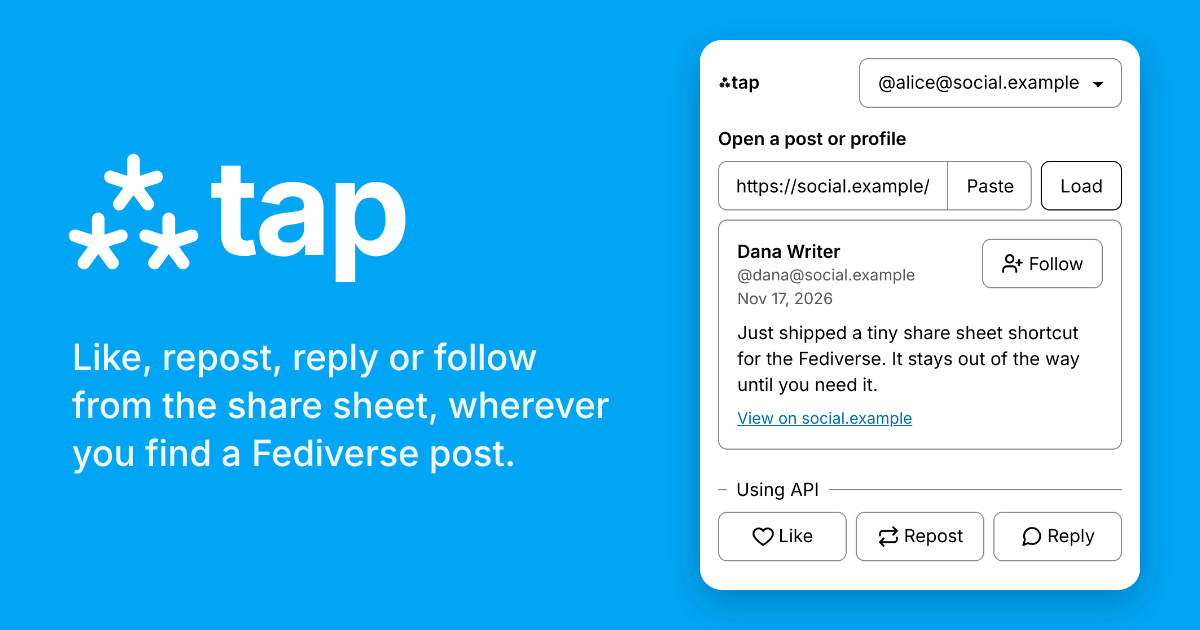 tap
Like, repost, reply or follow
from the share sheet, wherever
you find a Fediverse post.
tap
@alice@social.example
Open a post or profile
https://social.example/
Paste
Load
Dana Writer
@dana@social.example
Nov 17, 2026
Follow
Just shipped a tiny share sheet shortcut
for the Fediverse. It stays out of the way
until you need it.
View on social.example
Using API
Like
Repost
Reply